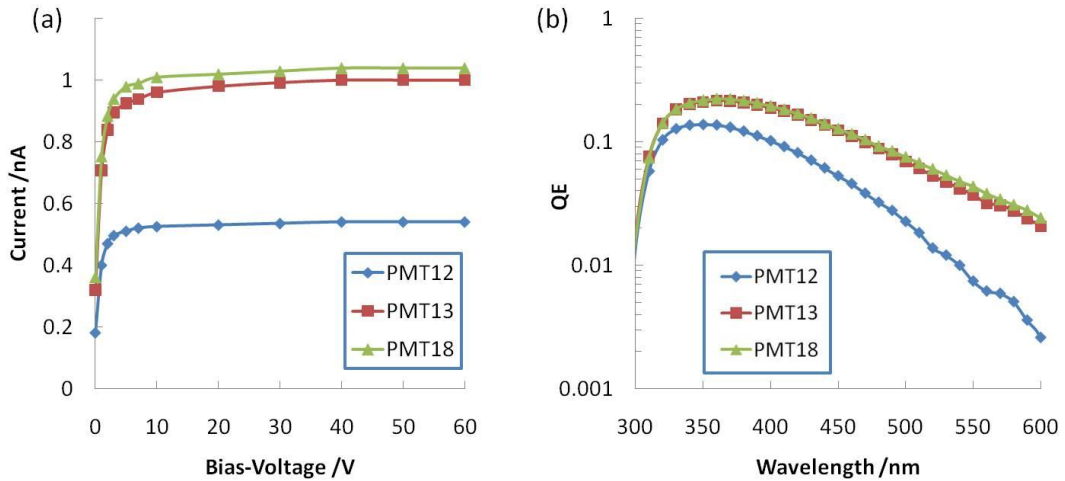 (a)
Current /nA
1
0.8
0.6
0.4
0.2
0
0 10 20 30 40 50 60
Bias-Voltage /V
PMT12
PMT13
PMT18
(b)
QE
1
0.1
0.01
0.001
300 350 400 450 500 550 600
Wavelength /nm
PMT12
PMT13
PMT18